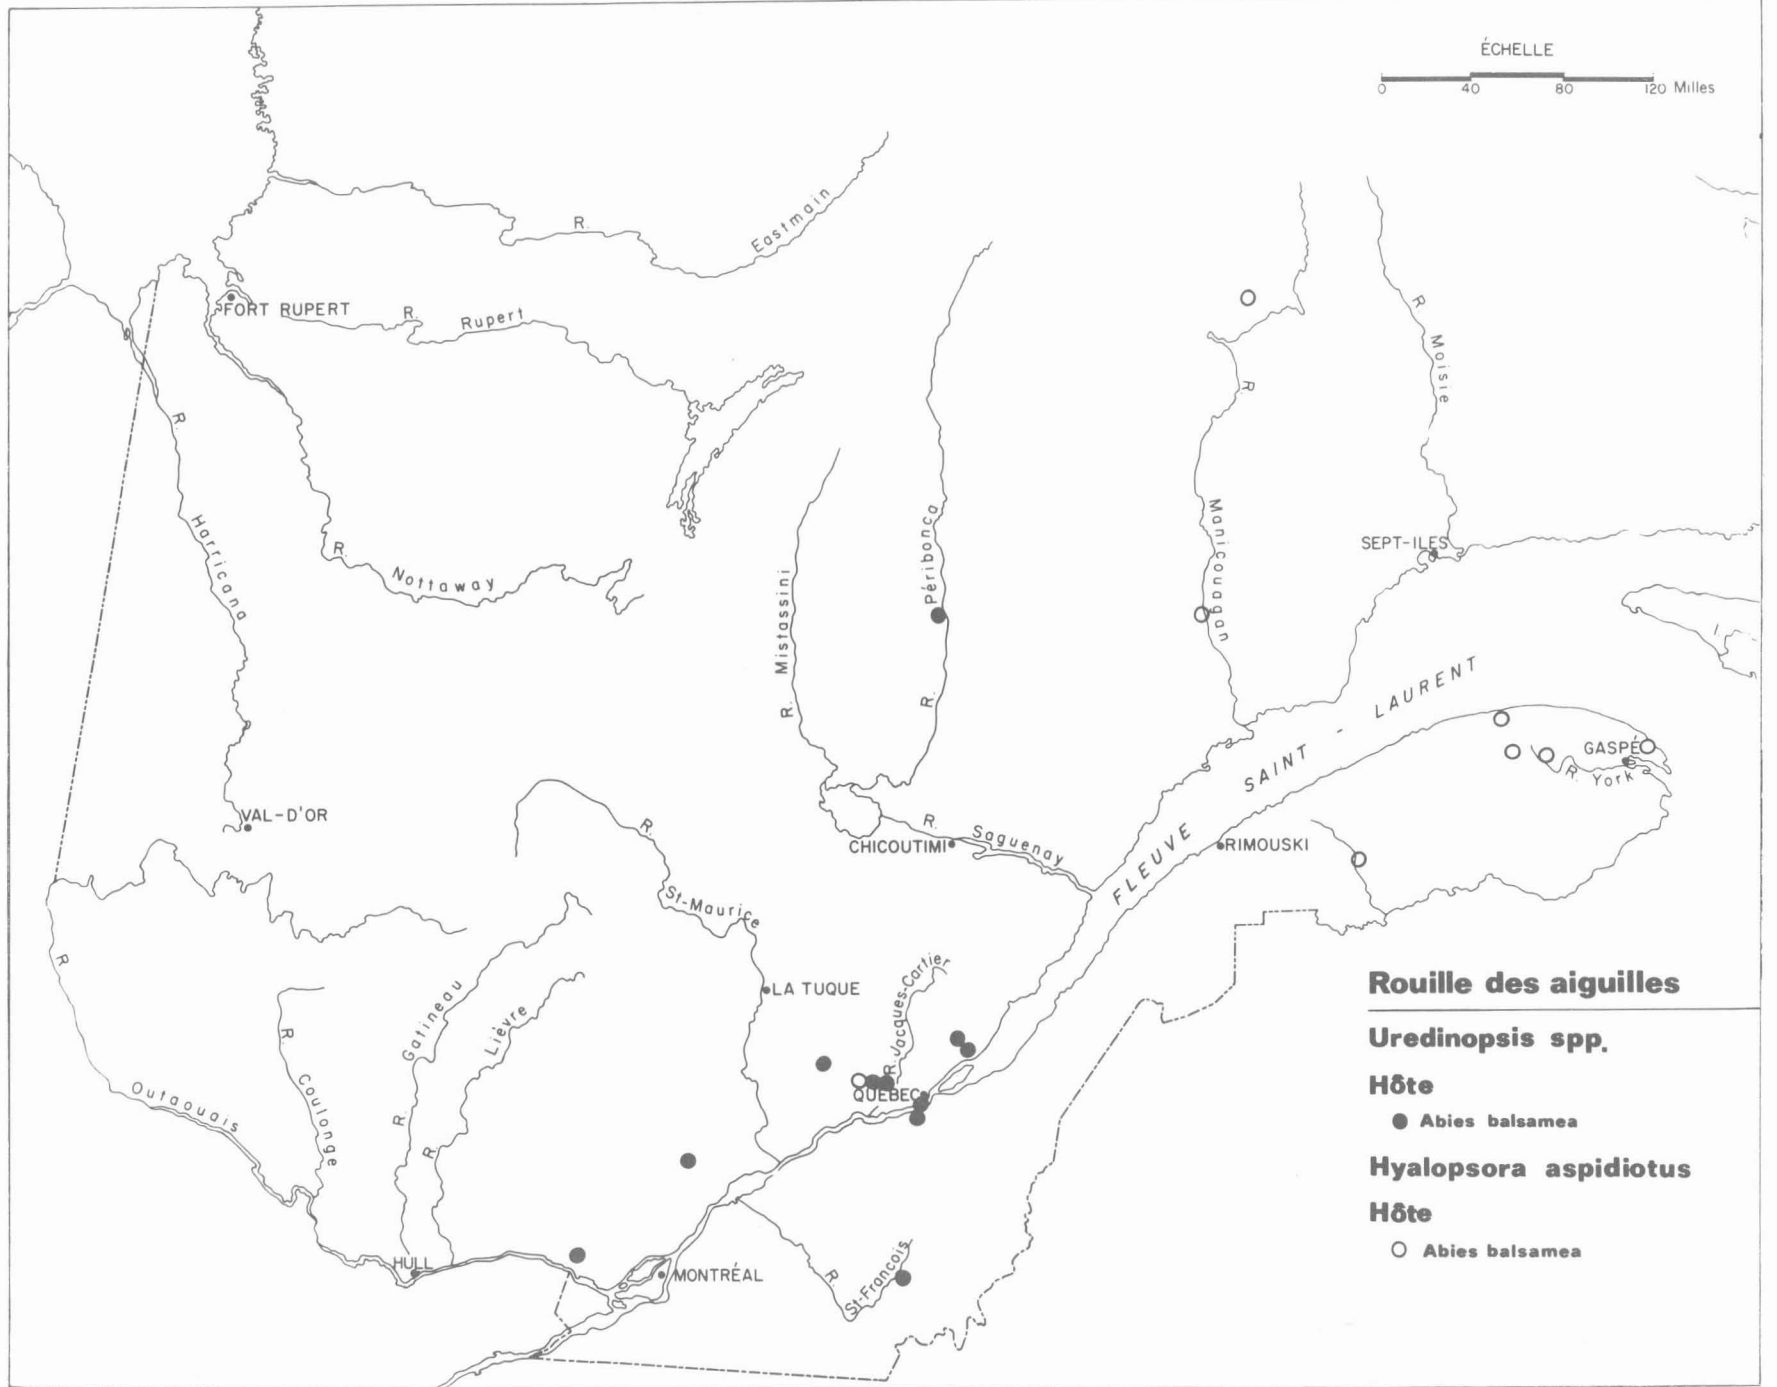 ÉCHELLE
0 40 80 120 Milles
R. Eastmain
FORT RUPERT
R. Rupert
R. Moisie
R. Harricana
R. Manicouagan
R. Nottaway
R. Mistassini
R. Péribonca
SEPT-ILES
FLEUVE SAINT - LAURENT
GASPÉ
R. York
VAL-D'OR
R. Saguenay
CHICOUTIMI
RIMOUSKI
R. St-Maurice
R. Outaouais
R. Gatineau
R. Lièvre
LA TUQUE
R. Jacques-Cartier
R. Coulonge
QUÉBEC
HULL
MONTRÉAL
R. St-François
Rouille des aiguilles
Uredinopsis spp.
Hôte
Abies balsamea
Hyalopsora aspidiotus
Hôte
Abies balsamea